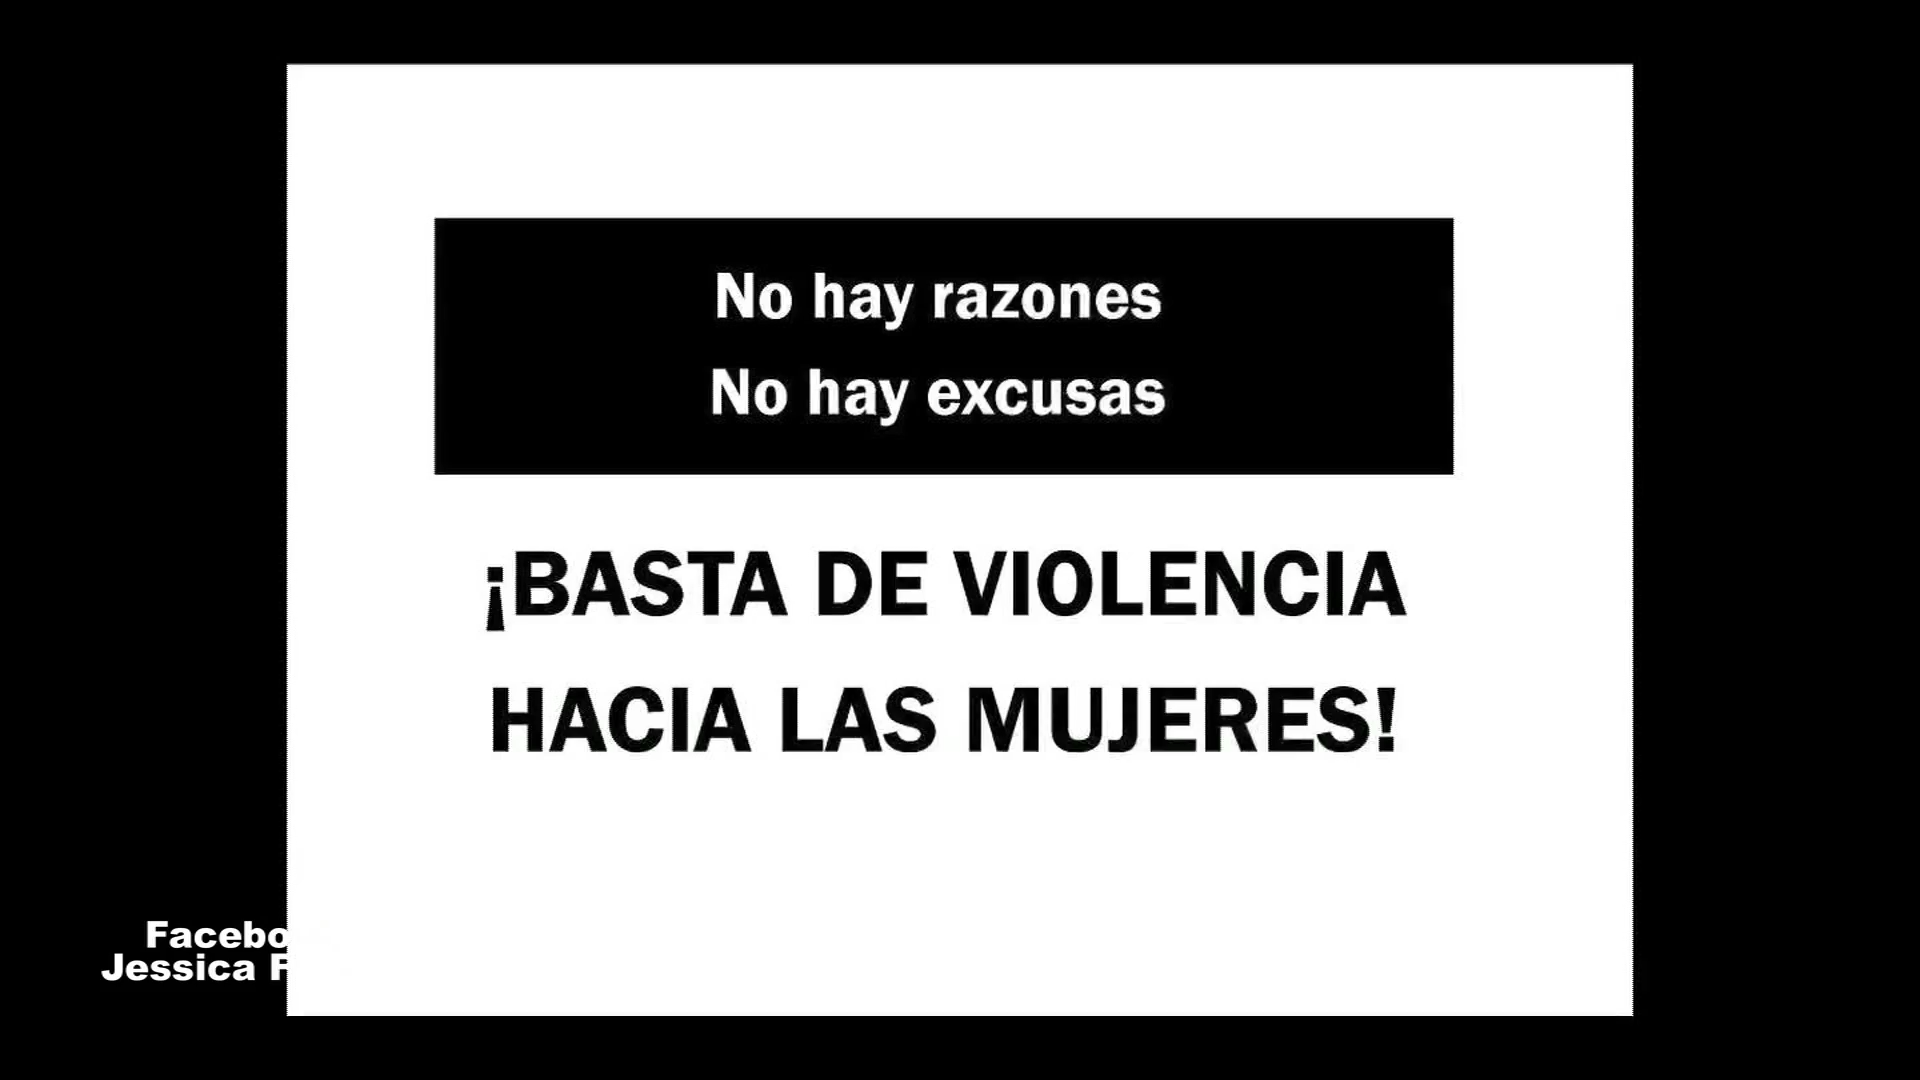 No hay razones
No hay excusas
¡BASTA DE VIOLENCIA
HACIA LAS MUJERES!
Jessica